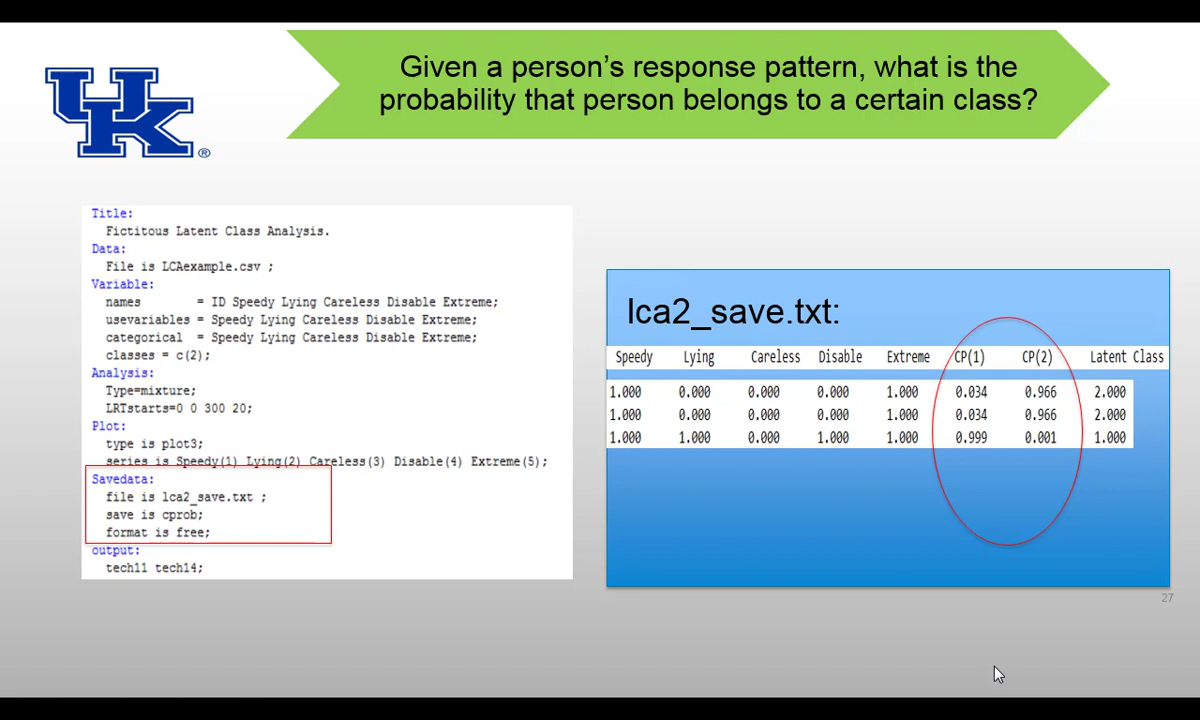 Given a person’s response pattern, what is the
probability that person belongs to a certain class?
UK®
Title:
Fictitous Latent Class Analysis.
Data:
File is LCAexample.csv ;
Variable:
names = ID Speedy Lying Careless Disable Extreme;
usevariables = Speedy Lying Careless Disable Extreme;
categorical = Speedy Lying Careless Disable Extreme;
classes = c(2);
Analysis:
Type=mixture;
LRTstarts=0 0 300 20;
Plot:
type is plot3;
series is Speedy(1) Lying(2) Careless(3) Disable(4) Extreme(5);
Savedata:
file is lca2_save.txt ;
save is cprob;
format is free;
output:
tech11 tech14;
lca2_save.txt:
Speedy Lying Careless Disable Extreme CP(1) CP(2) Latent Class
1.000 0.000 0.000 0.000 1.000 0.034 0.966 2.000
1.000 0.000 0.000 0.000 1.000 0.034 0.966 2.000
1.000 1.000 0.000 1.000 1.000 0.999 0.001 1.000
27